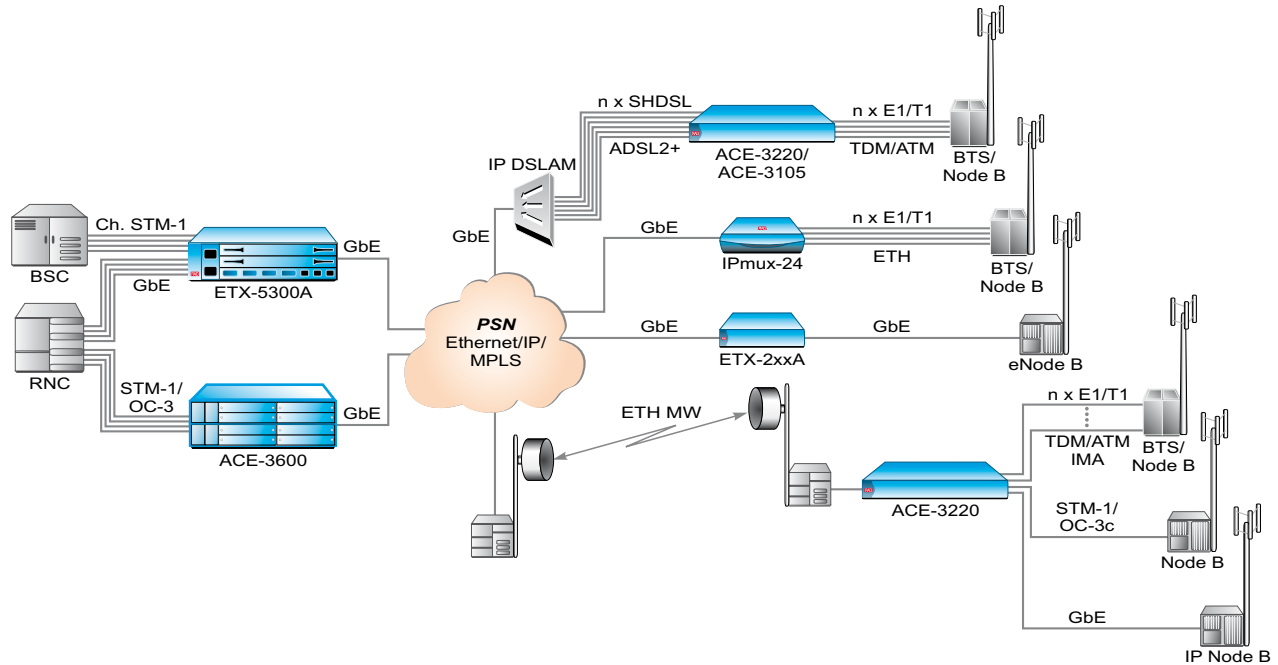 n x SHDSL
ADSL2+
ACE-3220/
ACE-3105
n x E1/T1
TDM/ATM
BTS/
Node B
IP DSLAM
GbE
BSC
Ch. STM-1
GbE
ETX-5300A
GbE
RNC
STM-1/
OC-3
ACE-3600
GbE
PSN
Ethernet/IP/
MPLS
GbE
IPmux-24
n x E1/T1
ETH
BTS/
Node B
GbE
ETX-2xxA
GbE
eNode B
ETH MW
ACE-3220
n x E1/T1
TDM/ATM
IMA
BTS/
Node B
STM-1/
OC-3c
Node B
GbE
IP Node B